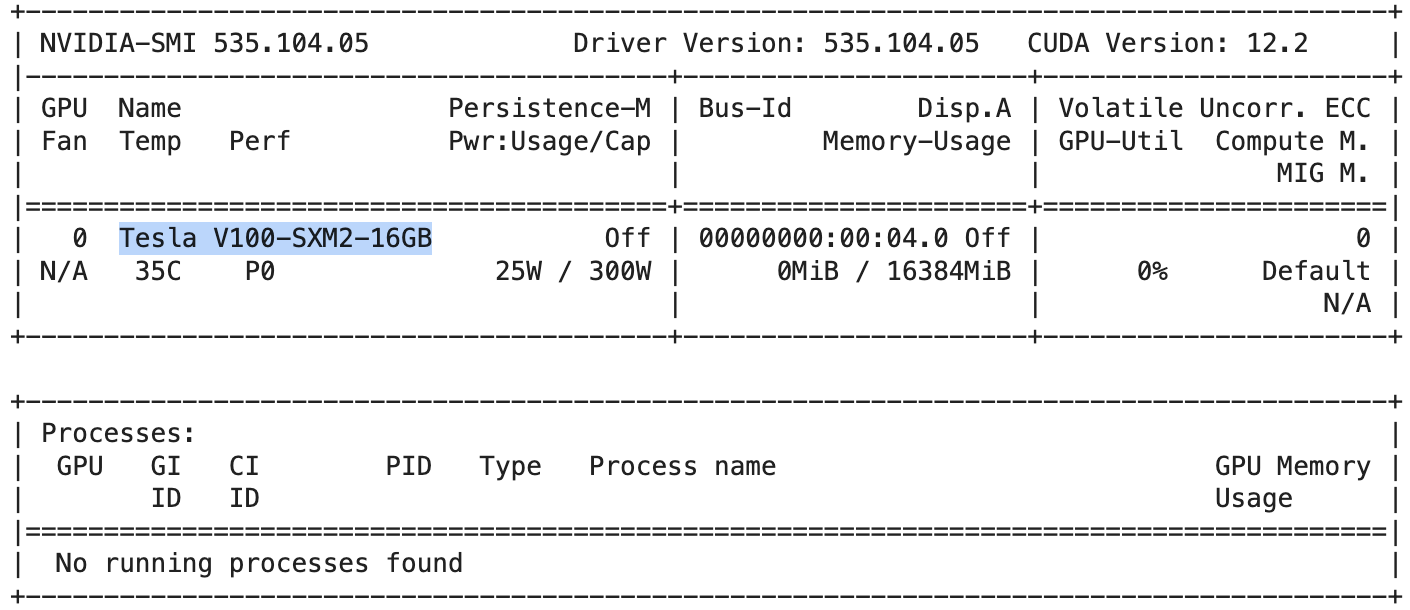 +---------------------------------------------------------------------------------------+
| NVIDIA-SMI 535.104.05             Driver Version: 535.104.05   CUDA Version: 12.2     |
|-----------------------------------------+----------------------+----------------------+
| GPU  Name                 Persistence-M | Bus-Id        Disp.A | Volatile Uncorr. ECC |
| Fan  Temp   Perf          Pwr:Usage/Cap |         Memory-Usage | GPU-Util  Compute M. |
|                                         |                      |               MIG M. |
|=========================================+======================+======================|
|   0  Tesla V100-SXM2-16GB           Off | 00000000:00:04.0 Off |                    0 |
| N/A   35C    P0              25W / 300W |     0MiB / 16384MiB |      0%      Default |
|                                         |                      |                  N/A |
+-----------------------------------------+----------------------+----------------------+
+---------------------------------------------------------------------------------------+
| Processes:                                                                            |
|  GPU   GI   CI        PID   Type   Process name                            GPU Memory |
|        ID   ID                                                             Usage      |
|=======================================================================================|
|  No running processes found                                                           |
+---------------------------------------------------------------------------------------+